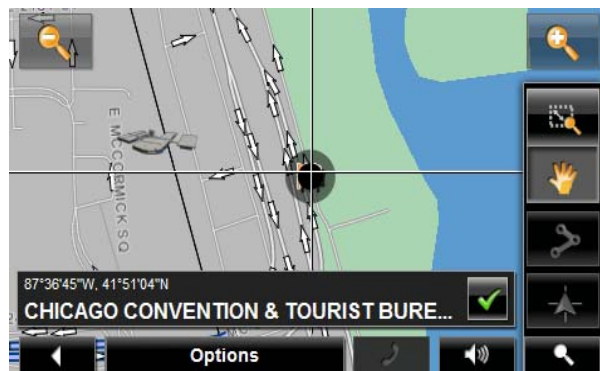 E MCCORMICK SQ
87°36'45"W, 41°51'04"N
CHICAGO CONVENTION & TOURIST BURE...
Options